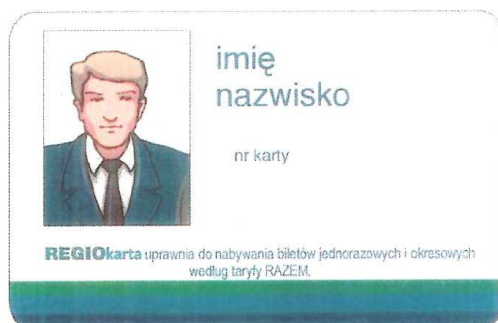 imię
nazwisko
nr karty
REGIOkarta uprawnia do nabywania biletów jednorazowych i okresowych
według taryfy RAZEM.